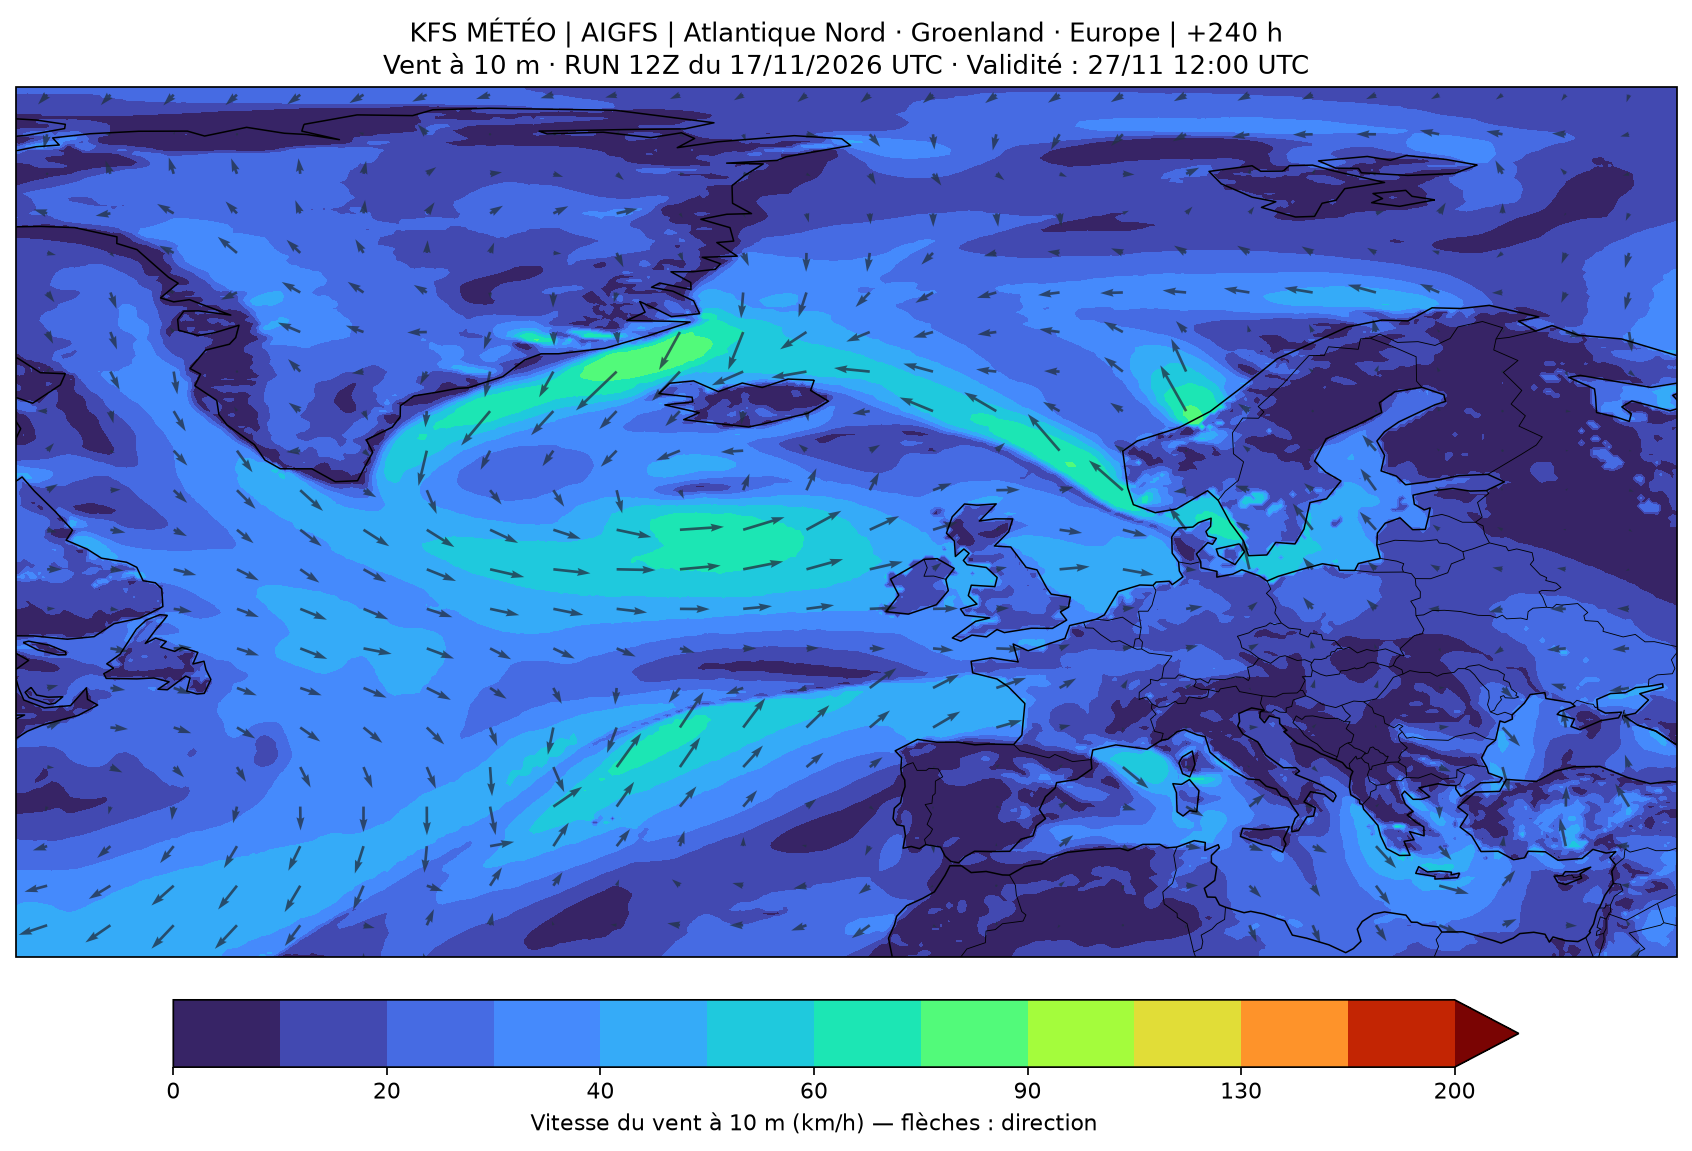 KFS MÉTÉO | AIGFS | Atlantique Nord · Groenland · Europe | +240 h
Vent à 10 m · RUN 12Z du 17/11/2026 UTC · Validité : 27/11 12:00 UTC
0 20 40 60 90 130 200
Vitesse du vent à 10 m (km/h) — flèches : direction